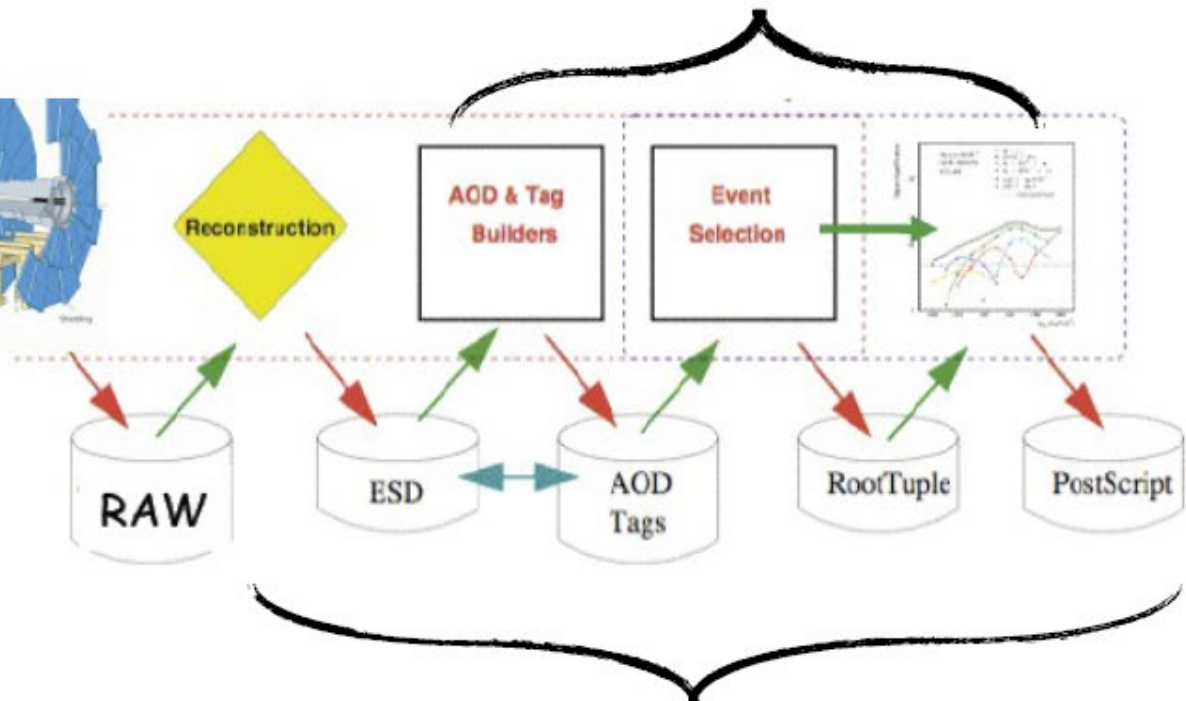 Reconstruction
AOD & Tag
Builders
Event
Selection
RAW
ESD
AOD
Tags
RootTuple
PostScript